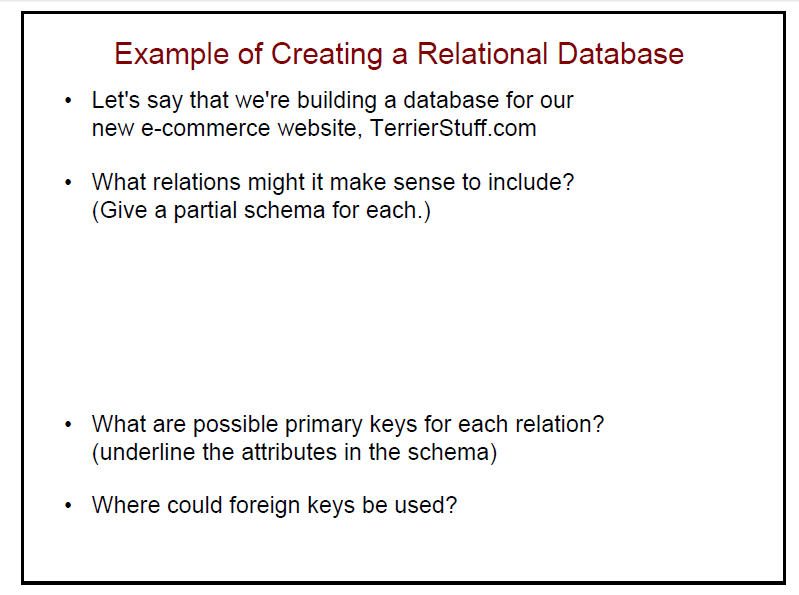 Example of Creating a Relational Database
• Let's say that we're building a database for our
new e-commerce website, TerrierStuff.com
• What relations might it make sense to include?
(Give a partial schema for each.)
• What are possible primary keys for each relation?
(underline the attributes in the schema)
• Where could foreign keys be used?